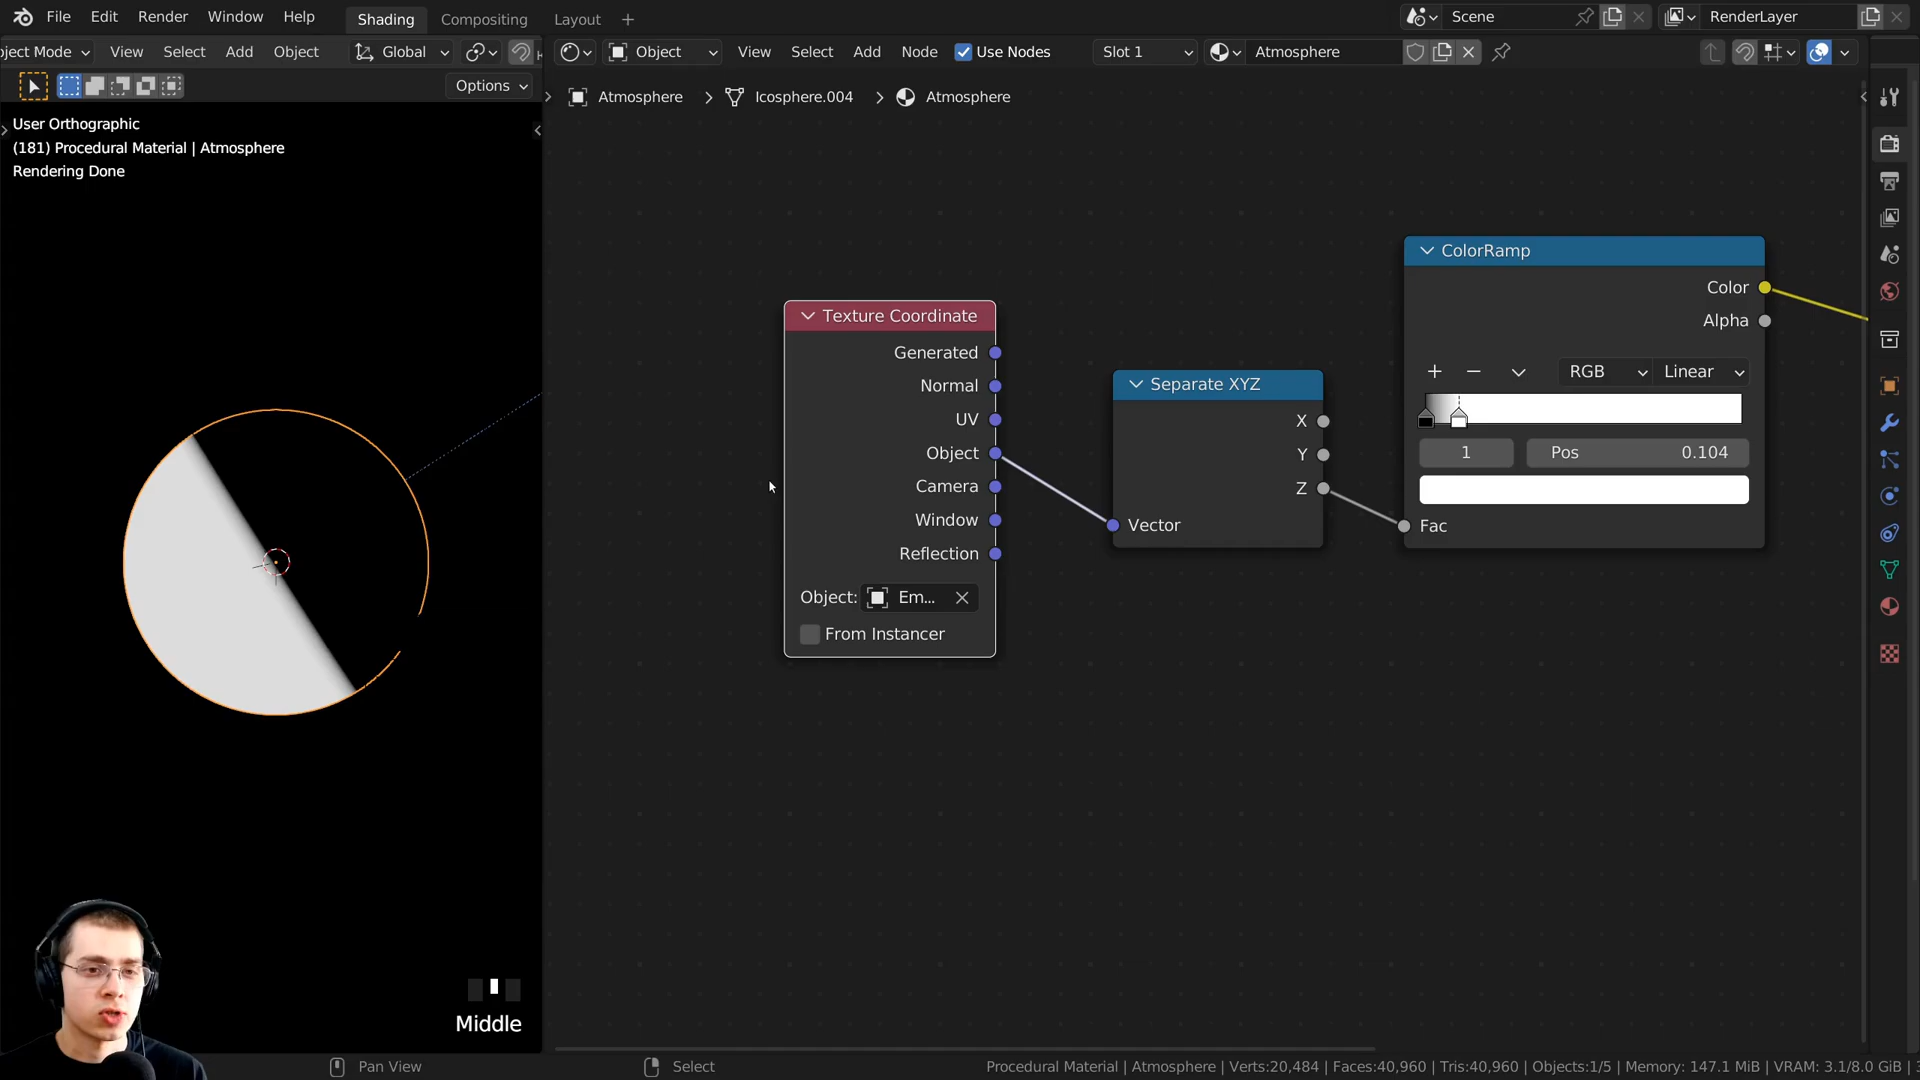 File Edit Render Window Help Shading Compositing Layout + Scene RenderLayer
ject Mode View Select Add Object Global Object View Select Add Node Use Nodes Slot 1 Atmosphere
Options
Atmosphere > Icosphere.004 > Atmosphere
User Orthographic
(181) Procedural Material | Atmosphere
Rendering Done
ColorRamp
Color
Alpha
RGB Linear
1 Pos 0.104
Fac
Texture Coordinate
Generated
Normal
UV
Object
Camera
Window
Reflection
Object: Em...
From Instancer
Separate XYZ
X
Y
Z
Vector
Middle
Pan View Select Procedural Material | Atmosphere | Verts:20,484 | Faces:40,960 | Tris:40,960 | Objects:1/5 | Memory: 147.1 MiB | VRAM: 3.1/8.0 GiB |